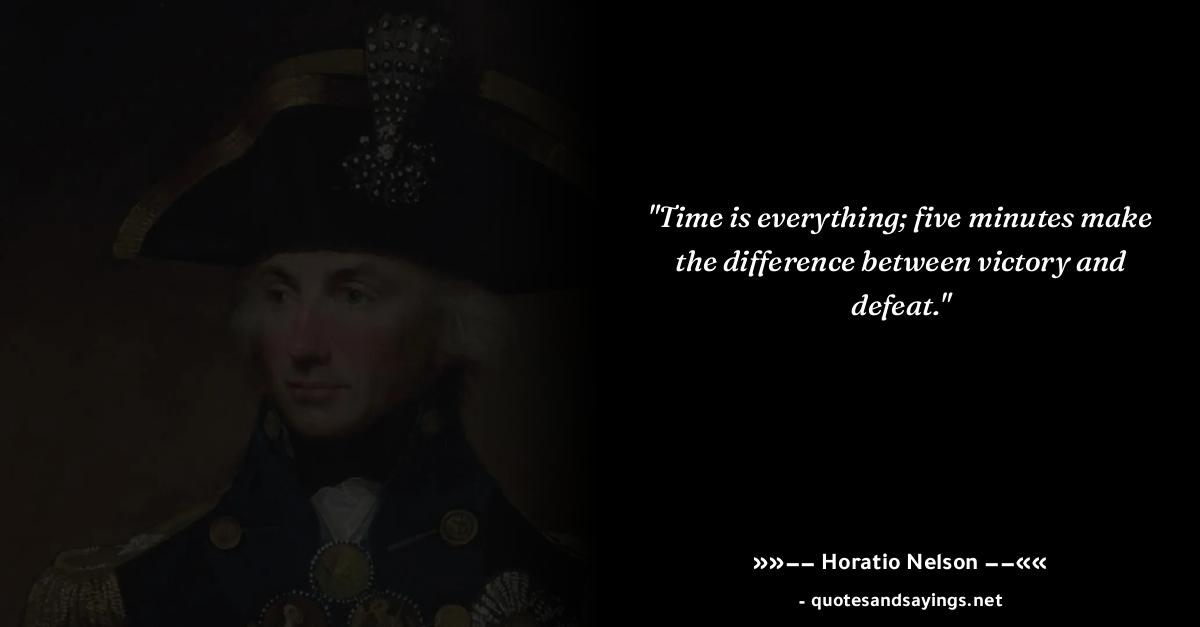 "Time is everything; five minutes make
the difference between victory and
defeat."
»»−− Horatio Nelson −−««
- quotesandsayings.net